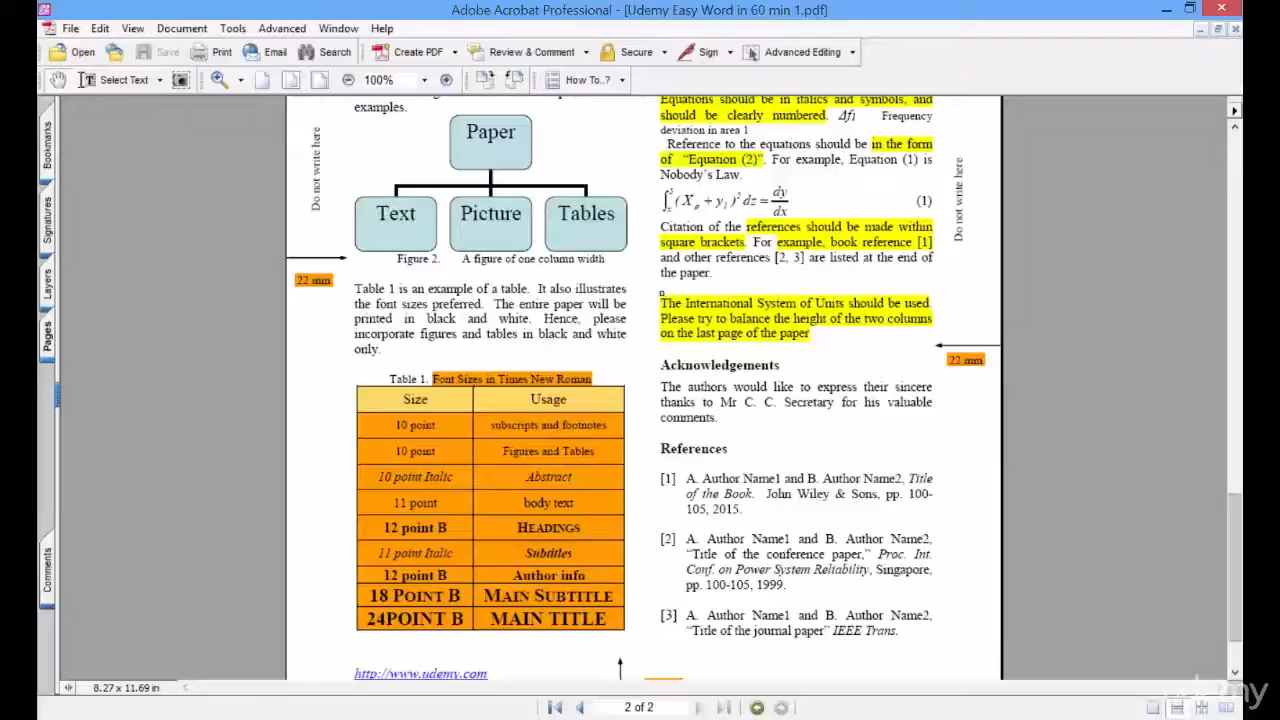 Adobe Acrobat Professional - [Udemy Easy Word in 60 min 1.pdf]
File Edit View Document Tools Advanced Window Help
Open Save Print Email Search Create PDF Review & Comment Secure Sign Advanced Editing
Select Text 100% How To..?
Bookmarks
Signatures
Layers
Pages
Comments
Do not write here
22 mm
examples.
Paper
Text Picture Tables
Figure 2. A figure of one column width
Table 1 is an example of a table. It also illustrates
the font sizes preferred. The entire paper will be
printed in black and white. Hence, please
incorporate figures and tables in black and white
only.
Table 1. Font Sizes in Times New Roman
Size Usage
10 point subscripts and footnotes
10 point Figures and Tables
10 point Italic Abstract
11 point body text
12 point B HEADINGS
11 point Italic Subtitles
12 point B Author info
18 POINT B MAIN SUBTITLE
24POINT B MAIN TITLE
http://www.udemy.com
Equations should be in italics and symbols, and
should be clearly numbered. Δf1 Frequency
deviation in area 1
Reference to the equations should be in the form
of "Equation (2)". For example, Equation (1) is
Nobody's Law.
(1)
Citation of the references should be made within
square brackets. For example, book reference [1]
and other references [2, 3] are listed at the end of
the paper.
The International System of Units should be used.
Please try to balance the height of the two columns
on the last page of the paper
Acknowledgements
The authors would like to express their sincere
thanks to Mr C. C. Secretary for his valuable
comments.
References
[1] A. Author Name1 and B. Author Name2, Title
of the Book. John Wiley & Sons, pp. 100-
105, 2015.
[2] A. Author Name1 and B. Author Name2,
"Title of the conference paper," Proc. Int.
Conf. on Power System Reliability, Singapore,
pp. 100-105, 1999.
[3] A. Author Name1 and B. Author Name2,
"Title of the journal paper" IEEE Trans.
Do not write here
22 mm
8.27 x 11.69 in
2 of 2